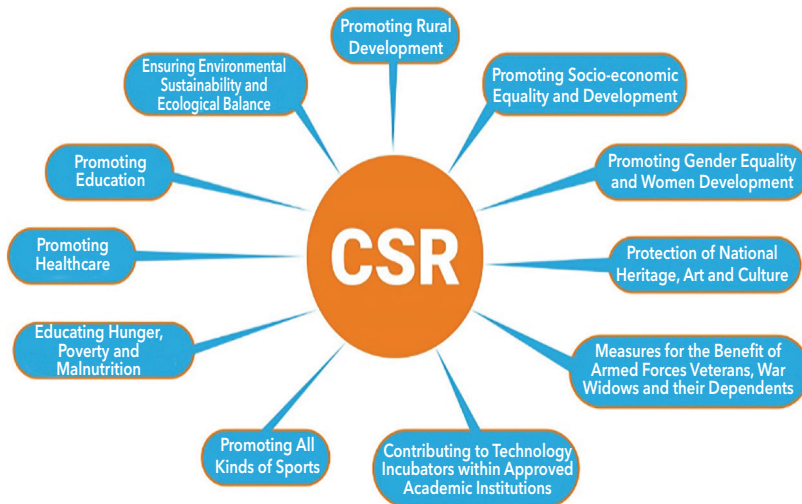 Promoting Rural
Development
Ensuring Environmental
Sustainability and
Ecological Balance
Promoting Socio-economic
Equality and Development
Promoting
Education
Promoting Gender Equality
and Women Development
CSR
Promoting
Healthcare
Protection of National
Heritage, Art and Culture
Educating Hunger,
Poverty and
Malnutrition
Measures for the Benefit of
Armed Forces Veterans, War
Widows and their Dependents
Promoting All
Kinds of Sports
Contributing to Technology
Incubators within Approved
Academic Institutions